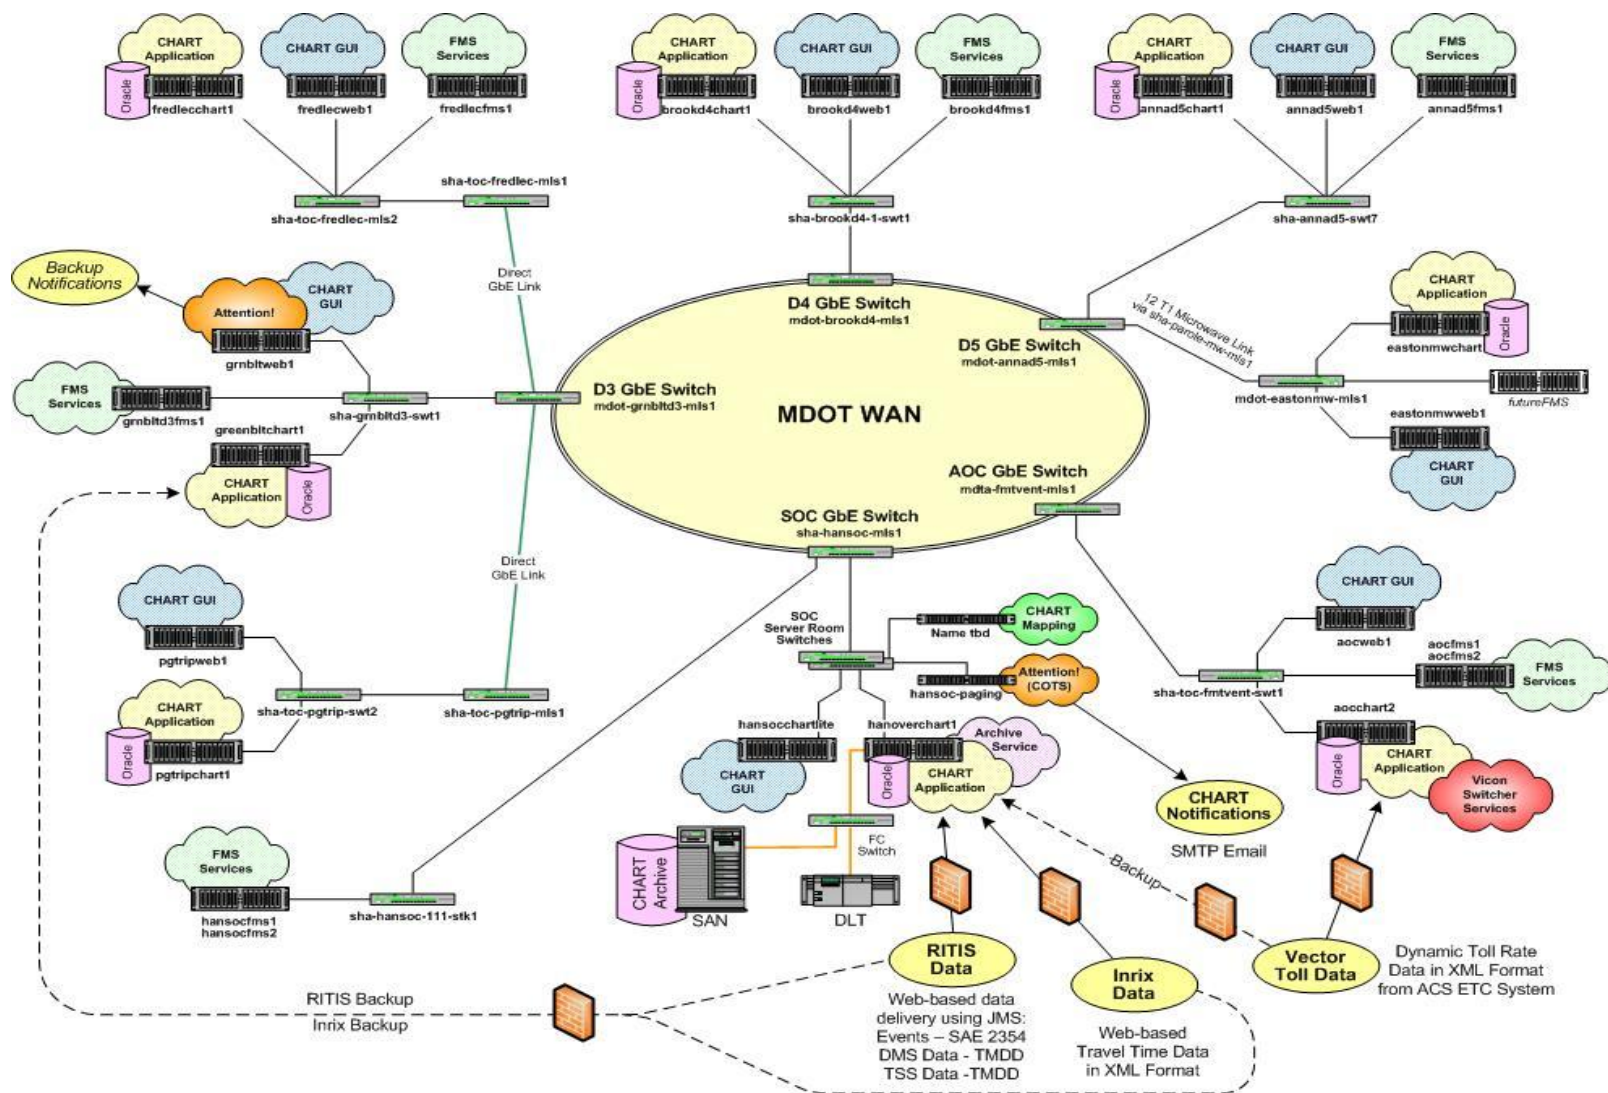 CHART
Application
Oracle
fredlecchart1
CHART GUI
fredlecweb1
FMS
Services
fredlecfms1
CHART
Application
Oracle
brookd4chart1
CHART GUI
brookd4web1
FMS
Services
brookd4fms1
CHART
Application
Oracle
annad5chart1
CHART GUI
annad5web1
FMS
Services
annad5fms1
sha-toc-fredlec-mls1
sha-toc-fredlec-mls2
sha-brookd4-1-swt1
sha-annad5-swt7
Backup
Notifications
Attention!
CHART
GUI
grnbltweb1
Direct
GbE Link
D4 GbE Switch
mdot-brookd4-mls1
D5 GbE Switch
mdot-annad5-mls1
12 T1 Microwave Link
via sha-parole-mw-mls1
CHART
Application
Oracle
eastonmwchart
mdot-eastonmw-mls1
futureFMS
eastonmwweb1
CHART
GUI
FMS
Services
grnbltd3fms1
sha-grnbltd3-swt1
D3 GbE Switch
mdot-grnbltd3-mls1
MDOT WAN
greenbltchart1
CHART
Application
Oracle
AOC GbE Switch
mdta-fmtvent-mls1
SOC GbE Switch
sha-hansoc-mls1
Direct
GbE Link
CHART GUI
pgtripweb1
CHART
Application
Oracle
pgtripchart1
sha-toc-pgtrip-swt2
sha-toc-pgtrip-mls1
SOC
Server Room
Switches
Name tbd
CHART
Mapping
hansoc-paging
Attention!
(COTS)
CHART GUI
aocweb1
aocfms1
aocfms2
FMS
Services
sha-toc-fmtvent-swt1
aocchart2
Oracle
CHART
Application
Vicon
Switcher
Services
hansocchartlite
CHART
GUI
hanoverchart1
Archive
Service
Oracle
CHART
Application
CHART
Notifications
SMTP Email
FC
Switch
CHART
Archive
SAN
DLT
FMS
Services
hansocfms1
hansocfms2
sha-hansoc-111-stk1
Backup
RITIS
Data
Inrix
Data
Vector
Toll Data
Dynamic Toll Rate
Data in XML Format
from ACS ETC System
RITIS Backup
Inrix Backup
Web-based data
delivery using JMS:
Events – SAE 2354
DMS Data - TMDD
TSS Data -TMDD
Web-based
Travel Time Data
in XML Format